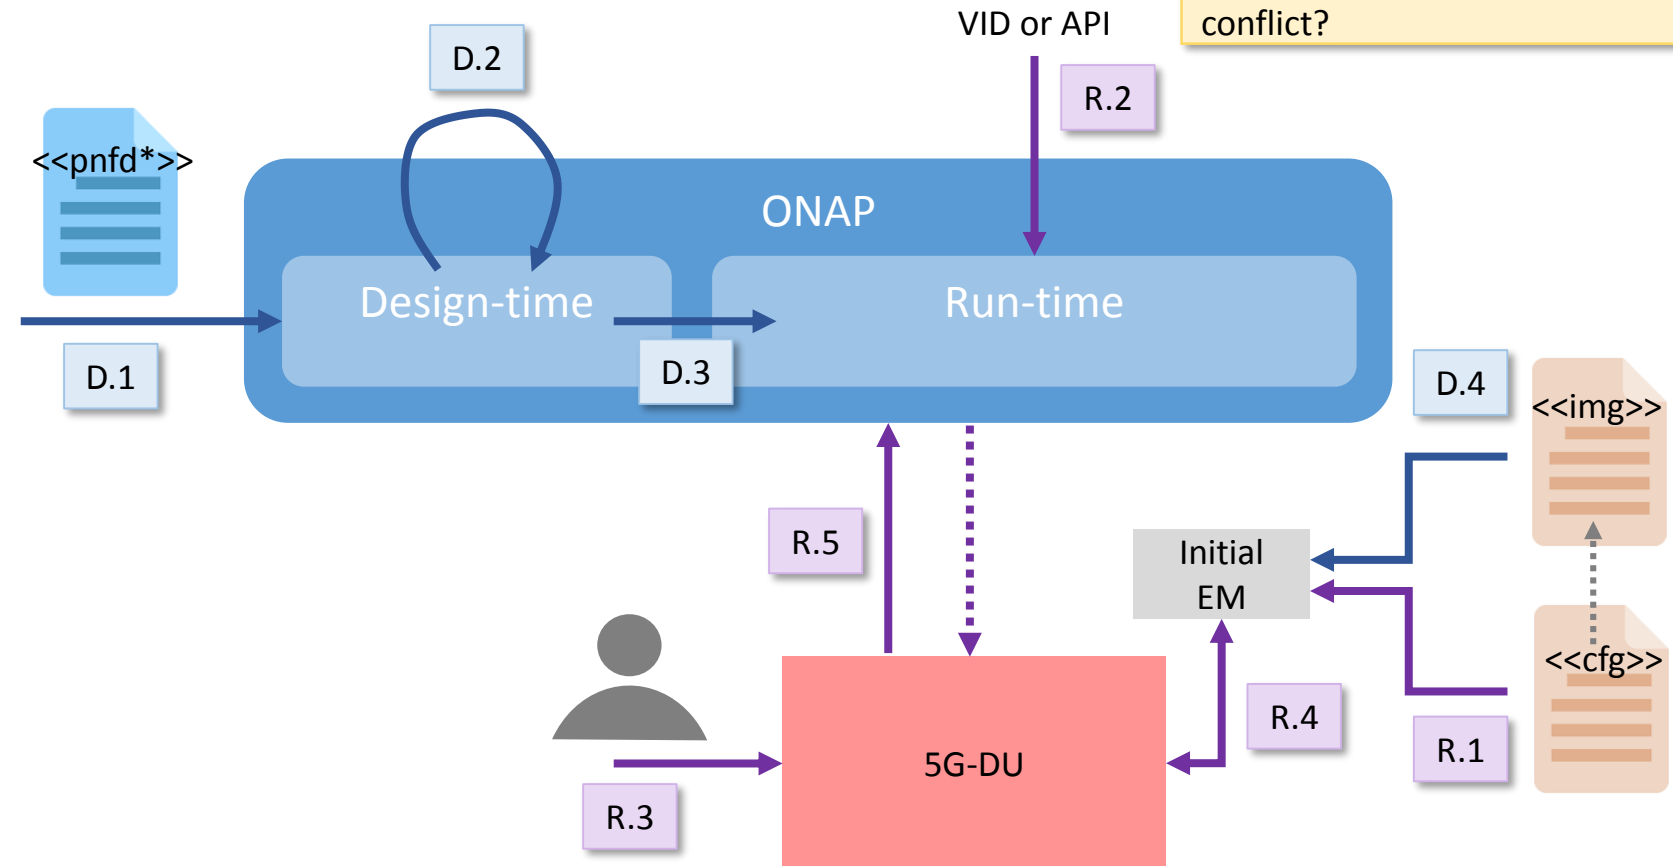 VID or API
conflict?
D.2
R.2
<<pnfd*>>
ONAP
Design-time
Run-time
D.1
D.3
D.4
<<img>>
R.5
Initial
EM
<<cfg>>
R.4
R.1
5G-DU
R.3